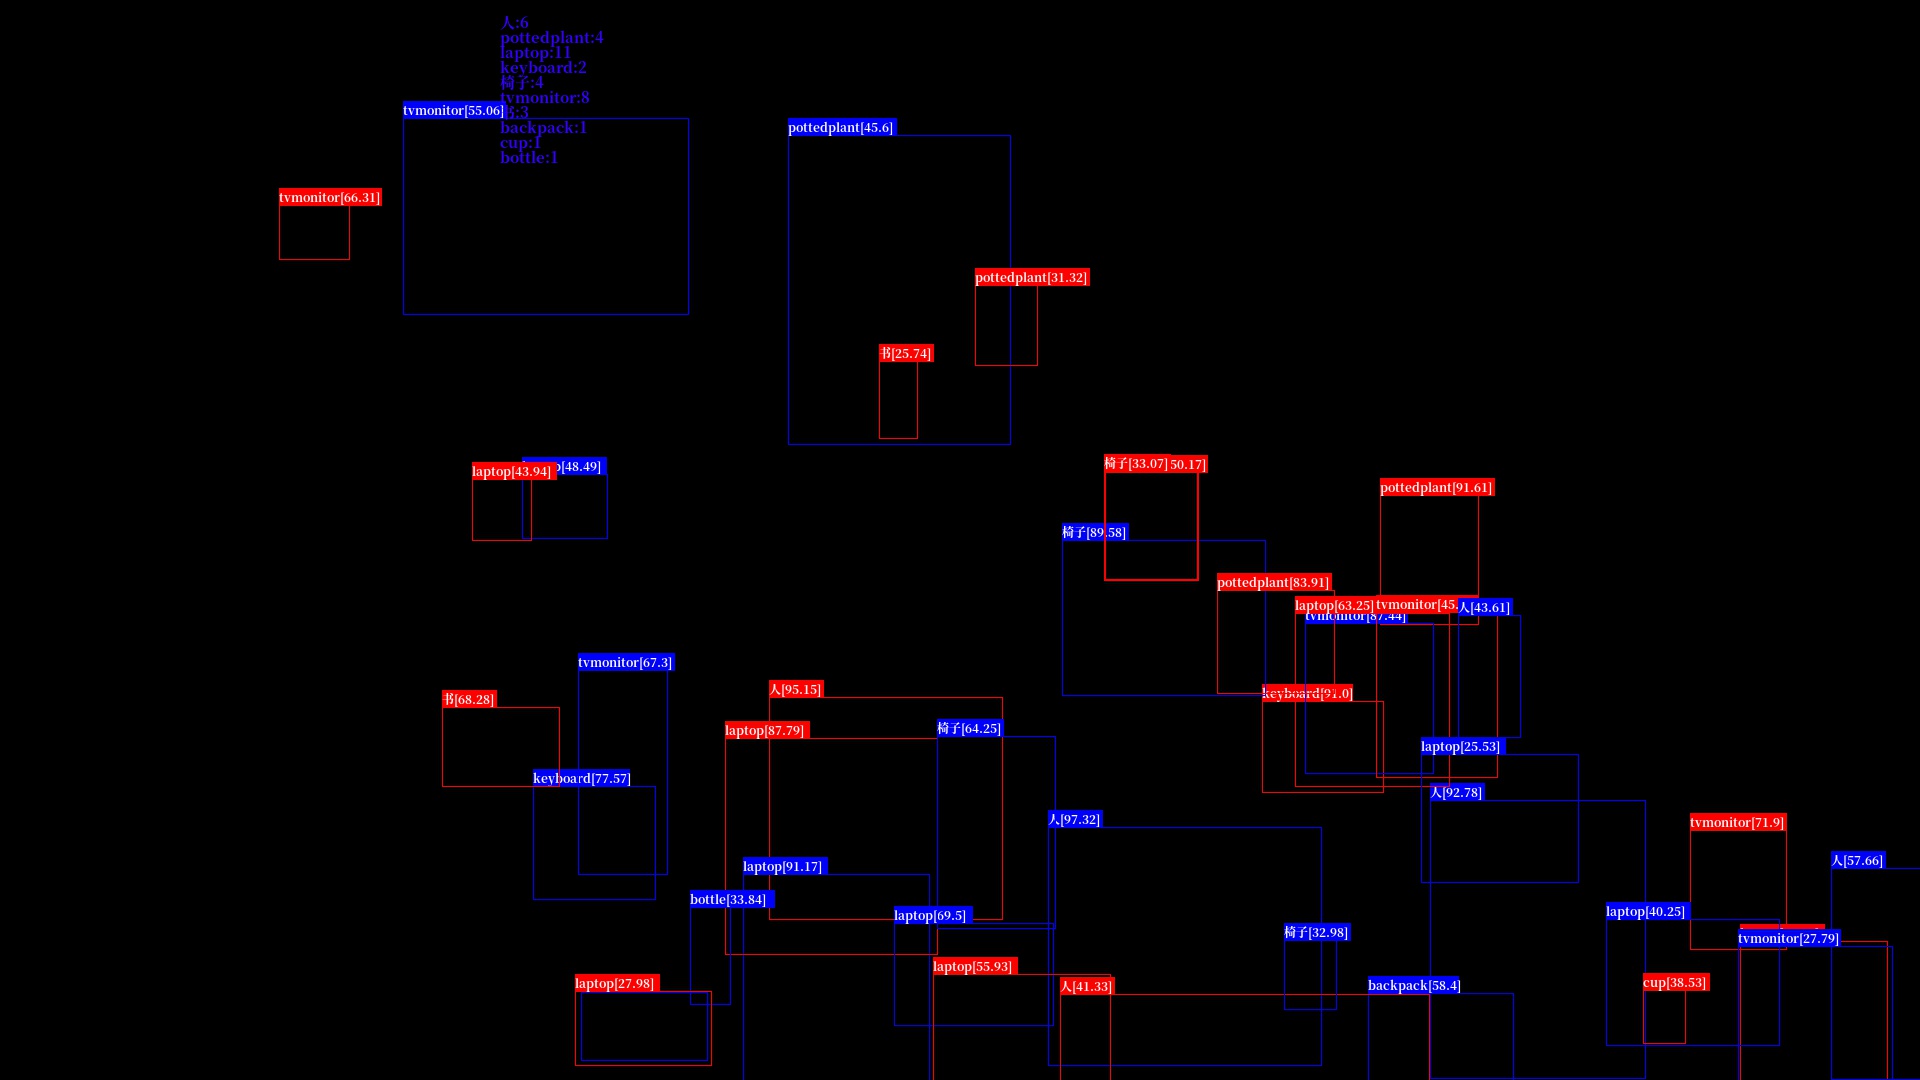 人:6
pottedplant:4
laptop:11
keyboard:2
椅子:4
tvmonitor:8
书:3
backpack:1
cup:1
bottle:1
tvmonitor[55.06]
pottedplant[45.6]
tvmonitor[66.31]
pottedplant[31.32]
书[25.74]
laptop[43.94]
[48.49]
椅子[33.07]
50.17]
pottedplant[91.61]
椅子[89.58]
pottedplant[83.91]
laptop[63.25]
tvmonitor[45.
人[43.61]
tvmonitor[87.44]
tvmonitor[67.3]
书[68.28]
人[95.15]
keyboard[91.0]
laptop[87.79]
椅子[64.25]
laptop[25.53]
keyboard[77.57]
人[92.78]
人[97.32]
tvmonitor[71.9]
人[57.66]
laptop[91.17]
bottle[33.84]
laptop[69.5]
laptop[40.25]
椅子[32.98]
tvmonitor[27.79]
laptop[55.93]
laptop[27.98]
人[41.33]
backpack[58.4]
cup[38.53]